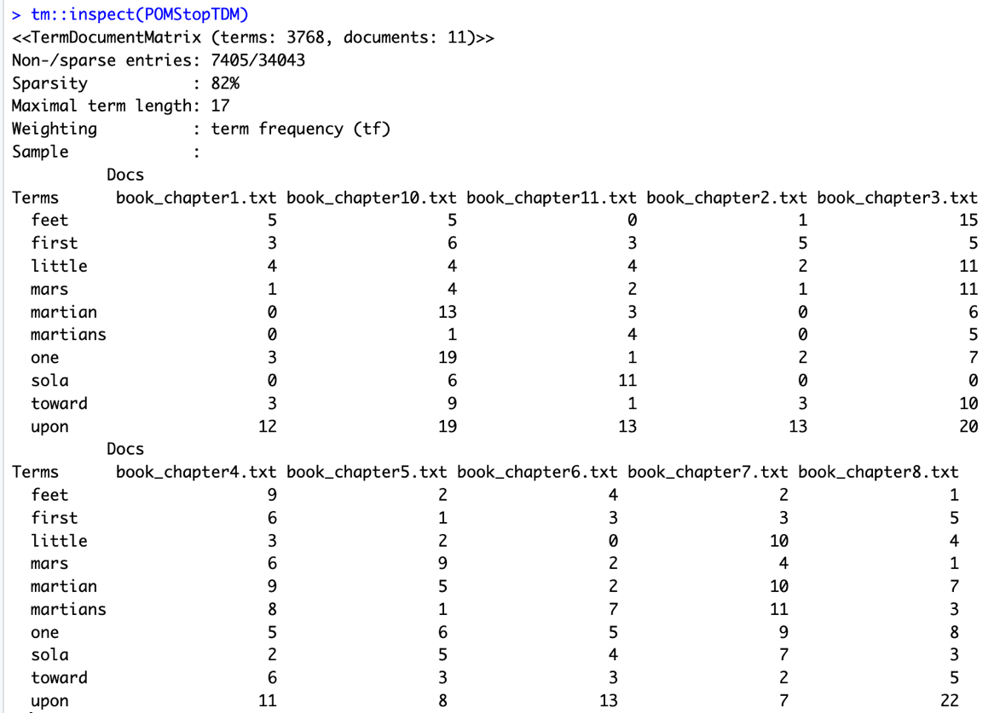 > tm::inspect(POMStopTDM)
<<TermDocumentMatrix (terms: 3768, documents: 11)>>
Non-/sparse entries: 7405/34043
Sparsity           : 82%
Maximal term length: 17
Weighting          : term frequency (tf)
Sample             :
          Docs
Terms      book_chapter1.txt book_chapter10.txt book_chapter11.txt book_chapter2.txt book_chapter3.txt
  feet                     5                  5                  0                 1                15
  first                    3                  6                  3                 5                 5
  little                   4                  4                  4                 2                11
  mars                     1                  4                  2                 1                11
  martian                  0                 13                  3                 0                 6
  martians                 0                  1                  4                 0                 5
  one                      3                 19                  1                 2                 7
  sola                     0                  6                 11                 0                 0
  toward                   3                  9                  1                 3                10
  upon                    12                 19                 13                13                20
          Docs
Terms      book_chapter4.txt book_chapter5.txt book_chapter6.txt book_chapter7.txt book_chapter8.txt
  feet                     9                 2                 4                 2                 1
  first                    6                 1                 3                 3                 5
  little                   3                 2                 0                10                 4
  mars                     6                 9                 2                 4                 1
  martian                  9                 5                 2                10                 7
  martians                 8                 1                 7                11                 3
  one                      5                 6                 5                 9                 8
  sola                     2                 5                 4                 7                 3
  toward                   6                 3                 3                 2                 5
  upon                    11                 8                13                 7                22